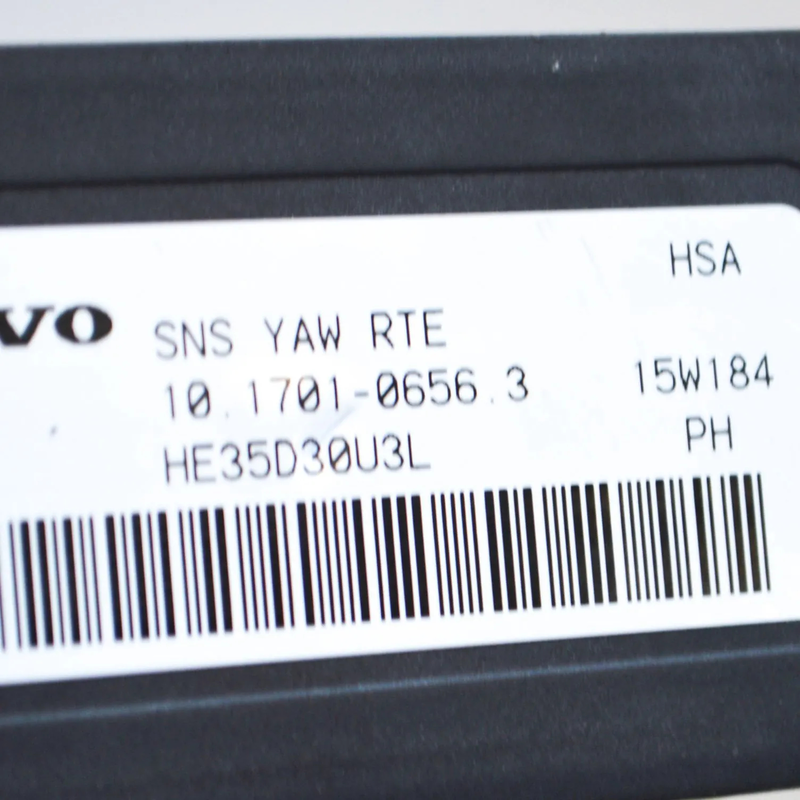 HSA
VO SNS YAW RTE
10.1701-0656.3 15W184
HE35D30U3L PH